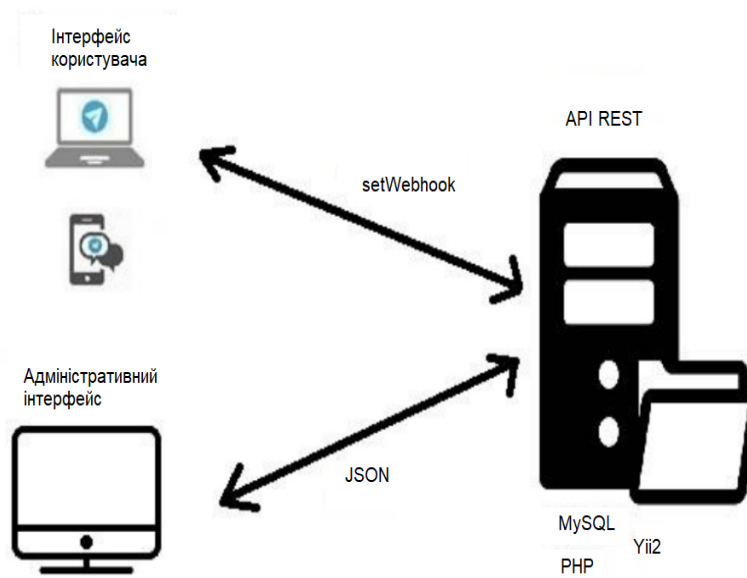 Інтерфейс
користувача
API REST
setWebhook
Адміністративний
інтерфейс
JSON
MySQL
Yii2
PHP